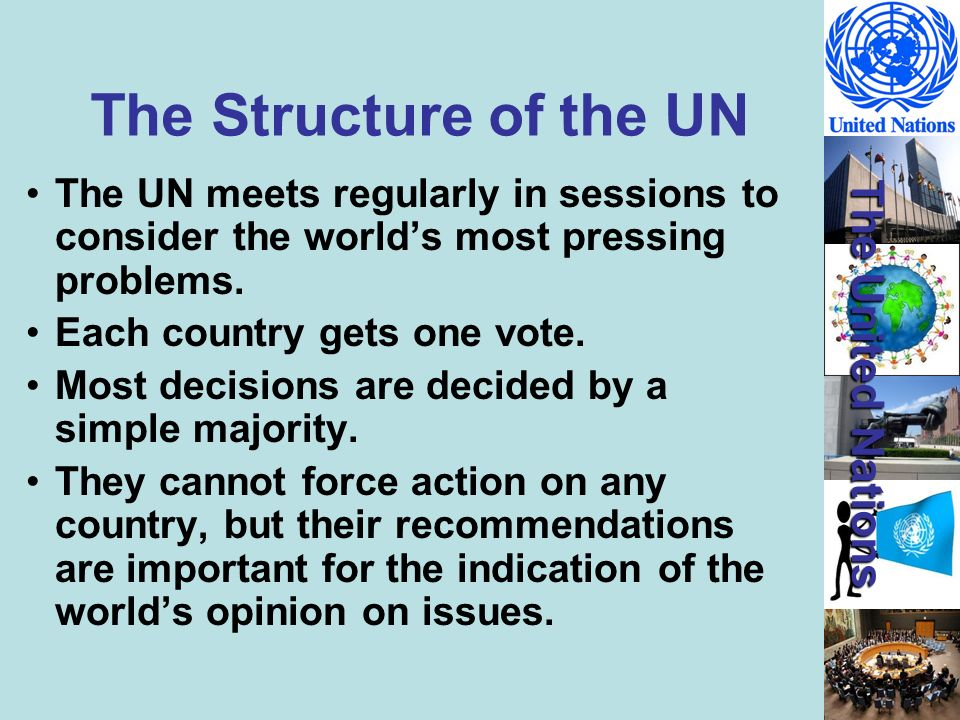 The Structure of the UN
• The UN meets regularly in sessions to
consider the world’s most pressing
problems.
• Each country gets one vote.
• Most decisions are decided by a
simple majority.
• They cannot force action on any
country, but their recommendations
are important for the indication of the
world’s opinion on issues.
United Nations
The United Nations